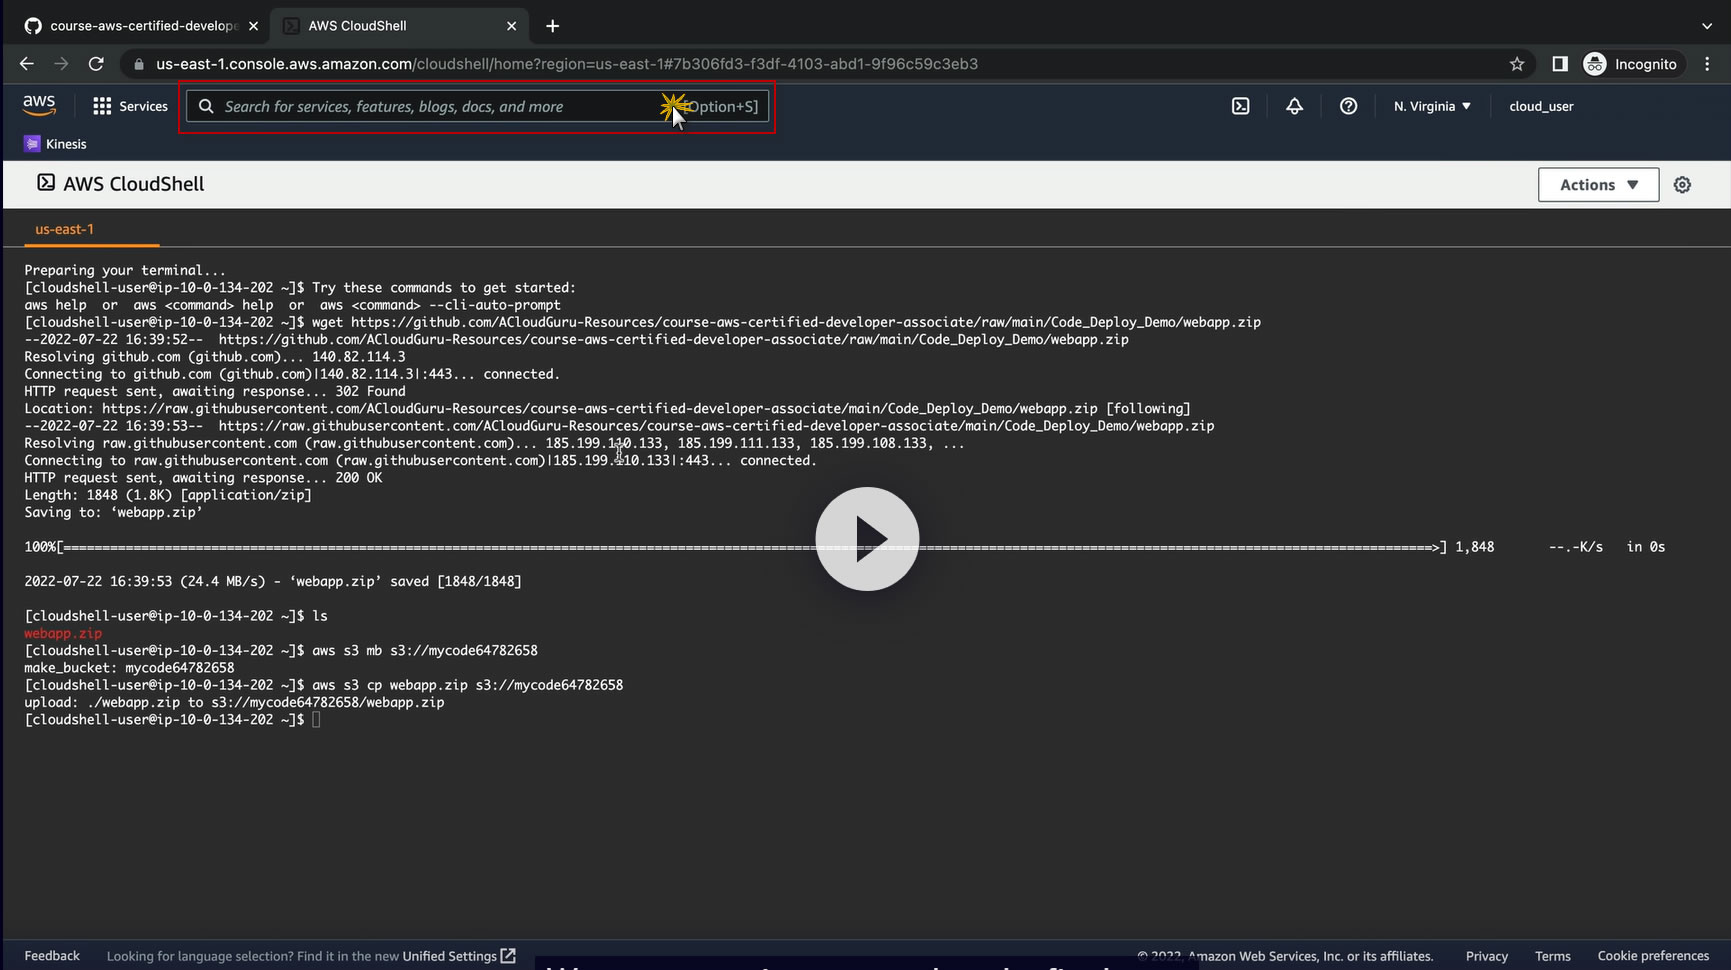 course-aws-certified-develope
AWS CloudShell
us-east-1.console.aws.amazon.com/cloudshell/home?region=us-east-1#7b306fd3-f3df-4103-abd1-9f96c59c3eb3
Incognito
aws
Services
Search for services, features, blogs, docs, and more
Option+S]
N. Virginia
cloud_user
Kinesis
AWS CloudShell
Actions
us-east-1
Preparing your terminal...
[cloudshell-user@ip-10-0-134-202 ~]$ Try these commands to get started:
aws help  or  aws <command> help  or  aws <command> --cli-auto-prompt
[cloudshell-user@ip-10-0-134-202 ~]$ wget https://github.com/ACloudGuru-Resources/course-aws-certified-developer-associate/raw/main/Code_Deploy_Demo/webapp.zip
--2022-07-22 16:39:52--  https://github.com/ACloudGuru-Resources/course-aws-certified-developer-associate/raw/main/Code_Deploy_Demo/webapp.zip
Resolving github.com (github.com)... 140.82.114.3
Connecting to github.com (github.com)|140.82.114.3|:443... connected.
HTTP request sent, awaiting response... 302 Found
Location: https://raw.githubusercontent.com/ACloudGuru-Resources/course-aws-certified-developer-associate/main/Code_Deploy_Demo/webapp.zip [following]
--2022-07-22 16:39:53--  https://raw.githubusercontent.com/ACloudGuru-Resources/course-aws-certified-developer-associate/main/Code_Deploy_Demo/webapp.zip
Resolving raw.githubusercontent.com (raw.githubusercontent.com)... 185.199.110.133, 185.199.111.133, 185.199.108.133, ...
Connecting to raw.githubusercontent.com (raw.githubusercontent.com)|185.199.110.133|:443... connected.
HTTP request sent, awaiting response... 200 OK
Length: 1848 (1.8K) [application/zip]
Saving to: ‘webapp.zip’
100%[=====>] 1,848 --.-K/s in 0s
2022-07-22 16:39:53 (24.4 MB/s) - ‘webapp.zip’ saved [1848/1848]
[cloudshell-user@ip-10-0-134-202 ~]$ ls
webapp.zip
[cloudshell-user@ip-10-0-134-202 ~]$ aws s3 mb s3://mycode64782658
make_bucket: mycode64782658
[cloudshell-user@ip-10-0-134-202 ~]$ aws s3 cp webapp.zip s3://mycode64782658
upload: ./webapp.zip to s3://mycode64782658/webapp.zip
[cloudshell-user@ip-10-0-134-202 ~]$
Feedback
Looking for language selection? Find it in the new Unified Settings
© 2022, Amazon Web Services, Inc. or its affiliates.
Privacy
Terms
Cookie preferences